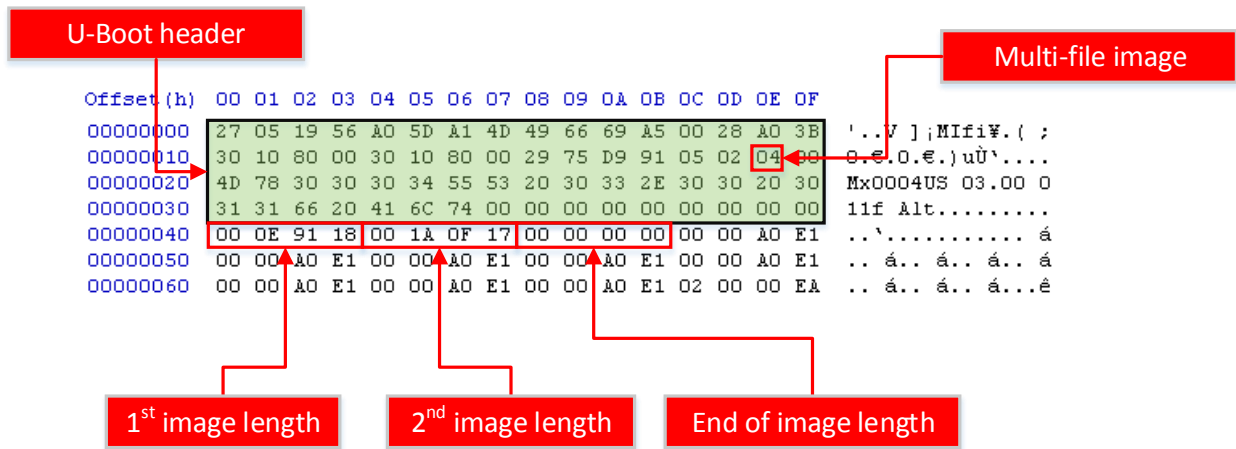 U-Boot header
Multi-file image
Offset(h) 00 01 02 03 04 05 06 07 08 09 0A 0B 0C 0D 0E 0F
00000000 27 05 19 56 A0 5D A1 4D 49 66 69 A5 00 28 A0 3B '..V ]¡MIfi¥.( ;
00000010 30 10 80 00 30 10 80 00 29 75 D9 91 05 02 04 00 0.€.0.€.)uÙ‘....
00000020 4D 78 30 30 30 34 55 53 20 30 33 2E 30 30 20 30 Mx0004US 03.00 0
00000030 31 31 66 20 41 6C 74 00 00 00 00 00 00 00 00 00 11f Alt.........
00000040 00 0E 91 18 00 1A 0F 17 00 00 00 00 00 00 A0 E1 ..‘........... á
00000050 00 00 A0 E1 00 00 A0 E1 00 00 A0 E1 00 00 A0 E1 .. á.. á.. á.. á
00000060 00 00 A0 E1 00 00 A0 E1 00 00 A0 E1 02 00 00 EA .. á.. á.. á...ê
1st image length
2nd image length
End of image length